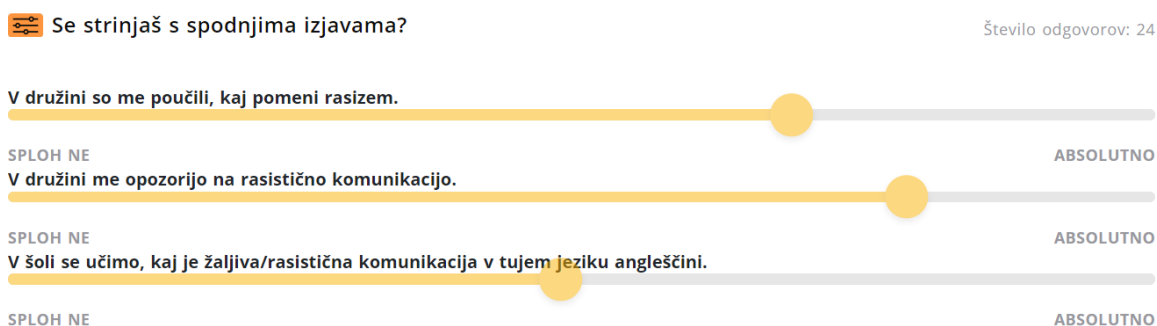 Se strinjaš s spodnjima izjavama?
Število odgovorov: 24
V družini so me poučili, kaj pomeni rasizem.
SPLOH NE
ABSOLUTNO
V družini me opozorijo na rasistično komunikacijo.
SPLOH NE
ABSOLUTNO
V šoli se učimo, kaj je žaljiva/rasistična komunikacija v tujem jeziku angleščini.
SPLOH NE
ABSOLUTNO